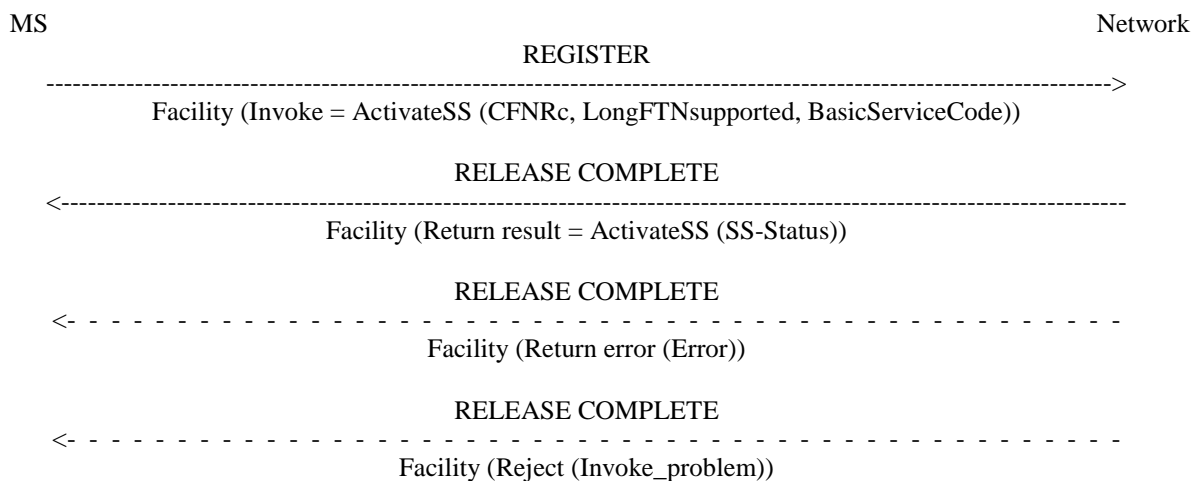 MS Network
REGISTER
Facility (Invoke = ActivateSS (CFNRc, LongFTNsupported, BasicServiceCode))
RELEASE COMPLETE
Facility (Return result = ActivateSS (SS-Status))
RELEASE COMPLETE
Facility (Return error (Error))
RELEASE COMPLETE
Facility (Reject (Invoke_problem))